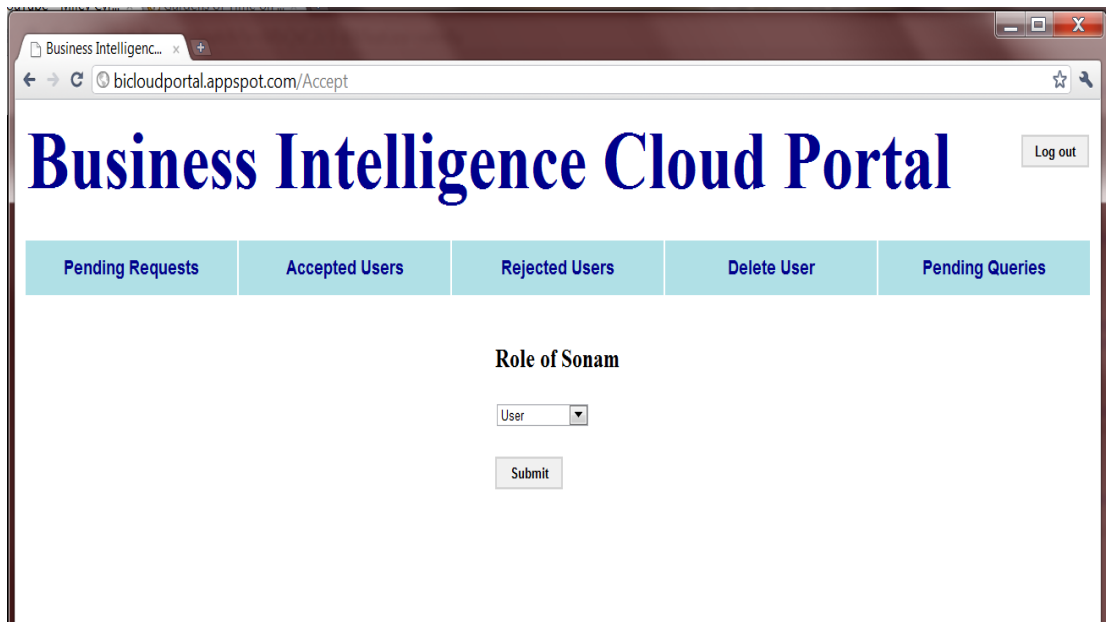 Business Intelligenc...
bicloudportal.appspot.com/Accept
Business Intelligence Cloud Portal
Log out
Pending Requests Accepted Users Rejected Users Delete User Pending Queries
Role of Sonam
User
Submit